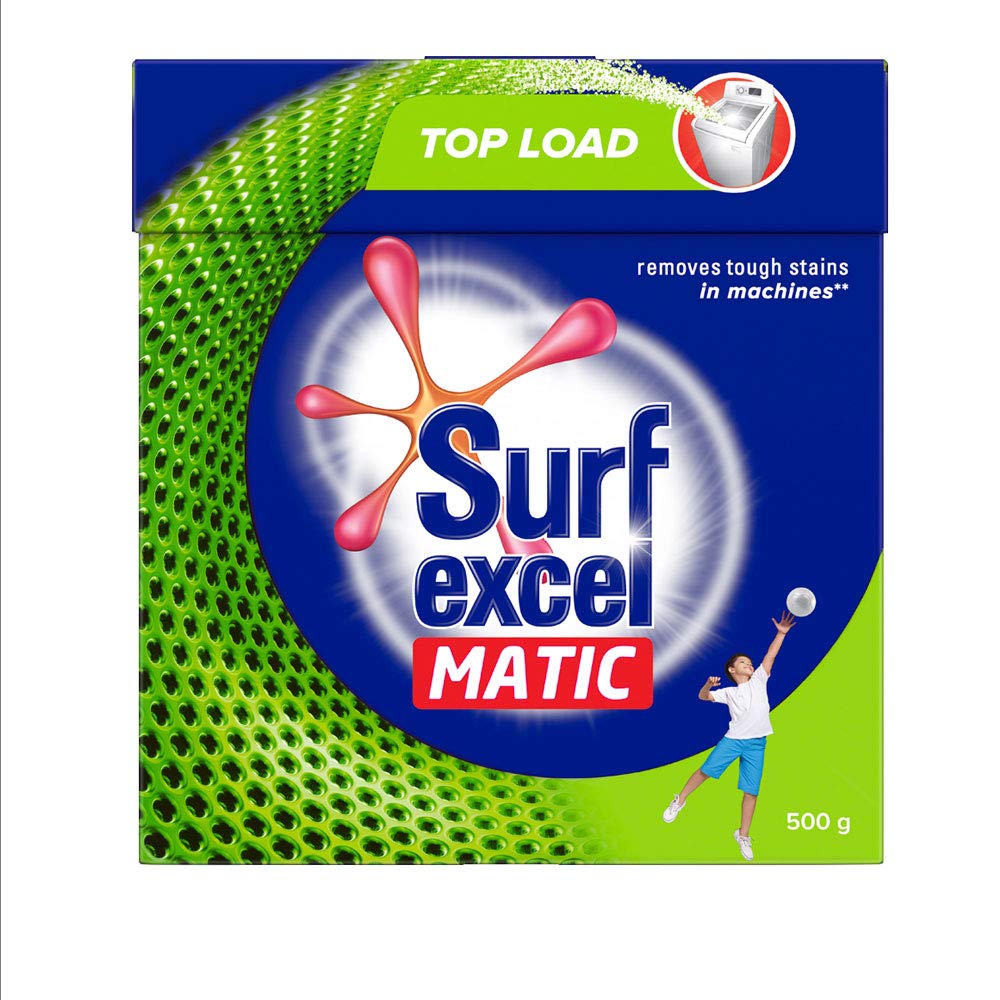 TOP LOAD
removes tough stains
in machines**
Surf
excel
MATIC
500 g